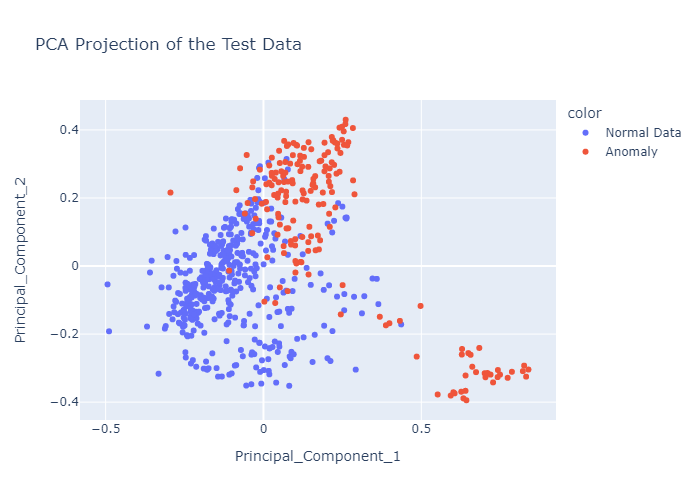 PCA Projection of the Test Data
color
Normal Data
Anomaly
Principal_Component_2
0.4
0.2
0
−0.2
−0.4
−0.5
0
0.5
Principal_Component_1